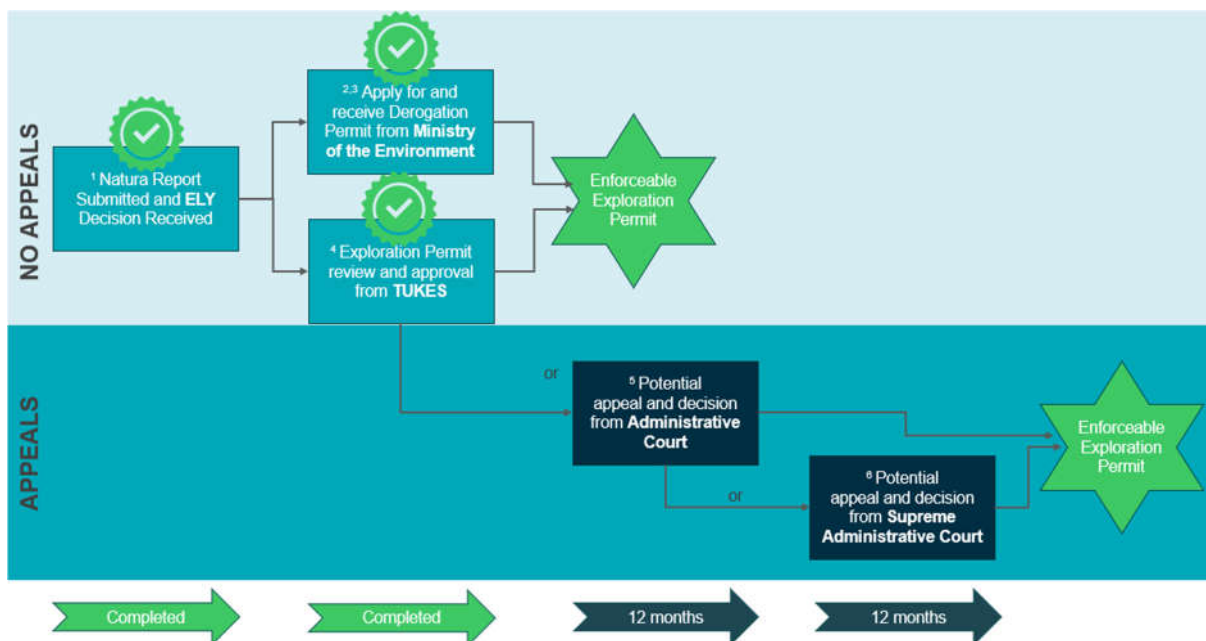 NO APPEALS
¹ Natura Report
Submitted and ELY
Decision Received
²,³ Apply for and
receive Derogation
Permit from Ministry
of the Environment
⁴ Exploration Permit
review and approval
from TUKES
Enforceable
Exploration
Permit
APPEALS
or
⁵ Potential
appeal and decision
from Administrative
Court
or
⁶ Potential
appeal and decision
from Supreme
Administrative Court
Enforceable
Exploration
Permit
Completed
Completed
12 months
12 months